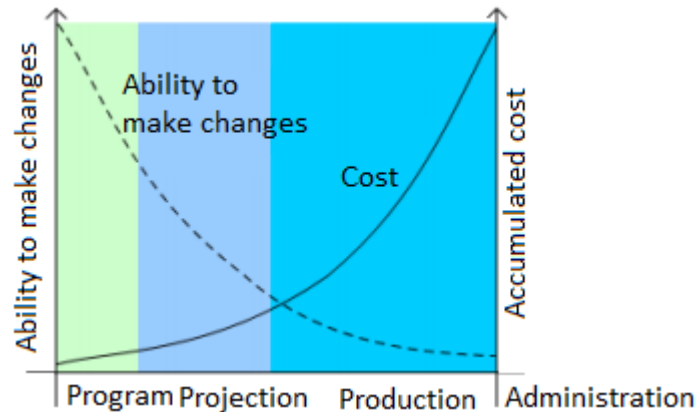 Ability to make changes
Ability to
make changes
Cost
Accumulated cost
Program
Projection
Production
Administration